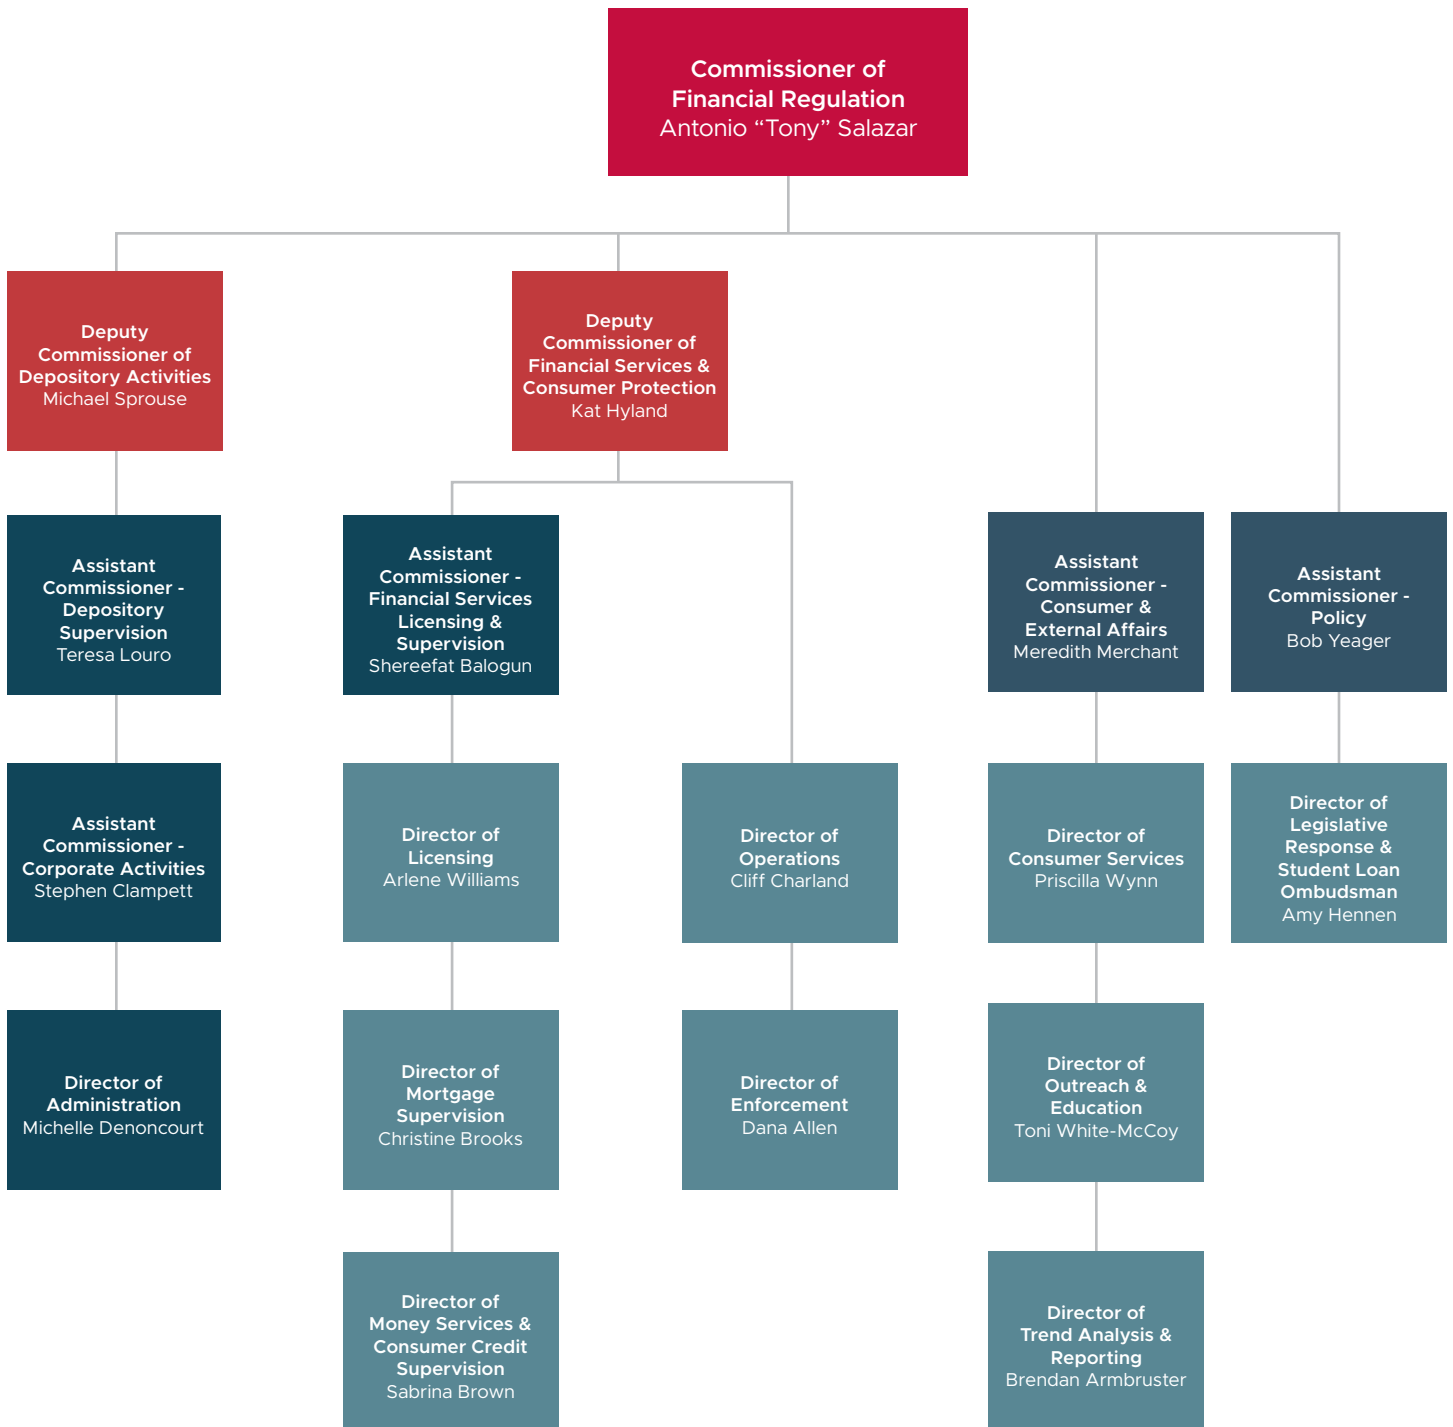 Commissioner of
Financial Regulation
Antonio “Tony” Salazar
Deputy
Commissioner of
Depository Activities
Michael Sprouse
Deputy
Commissioner of
Financial Services &
Consumer Protection
Kat Hyland
Assistant
Commissioner -
Depository
Supervision
Teresa Louro
Assistant
Commissioner -
Financial Services
Licensing &
Supervision
Shereefat Balogun
Assistant
Commissioner -
Consumer &
External Affairs
Meredith Merchant
Assistant
Commissioner -
Policy
Bob Yeager
Assistant
Commissioner -
Corporate Activities
Stephen Clampett
Director of
Licensing
Arlene Williams
Director of
Operations
Cliff Charland
Director of
Consumer Services
Priscilla Wynn
Director of
Legislative
Response &
Student Loan
Ombudsman
Amy Hennen
Director of
Administration
Michelle Denoncourt
Director of
Mortgage
Supervision
Christine Brooks
Director of
Enforcement
Dana Allen
Director of
Outreach &
Education
Toni White-McCoy
Director of
Money Services &
Consumer Credit
Supervision
Sabrina Brown
Director of
Trend Analysis &
Reporting
Brendan Armbruster